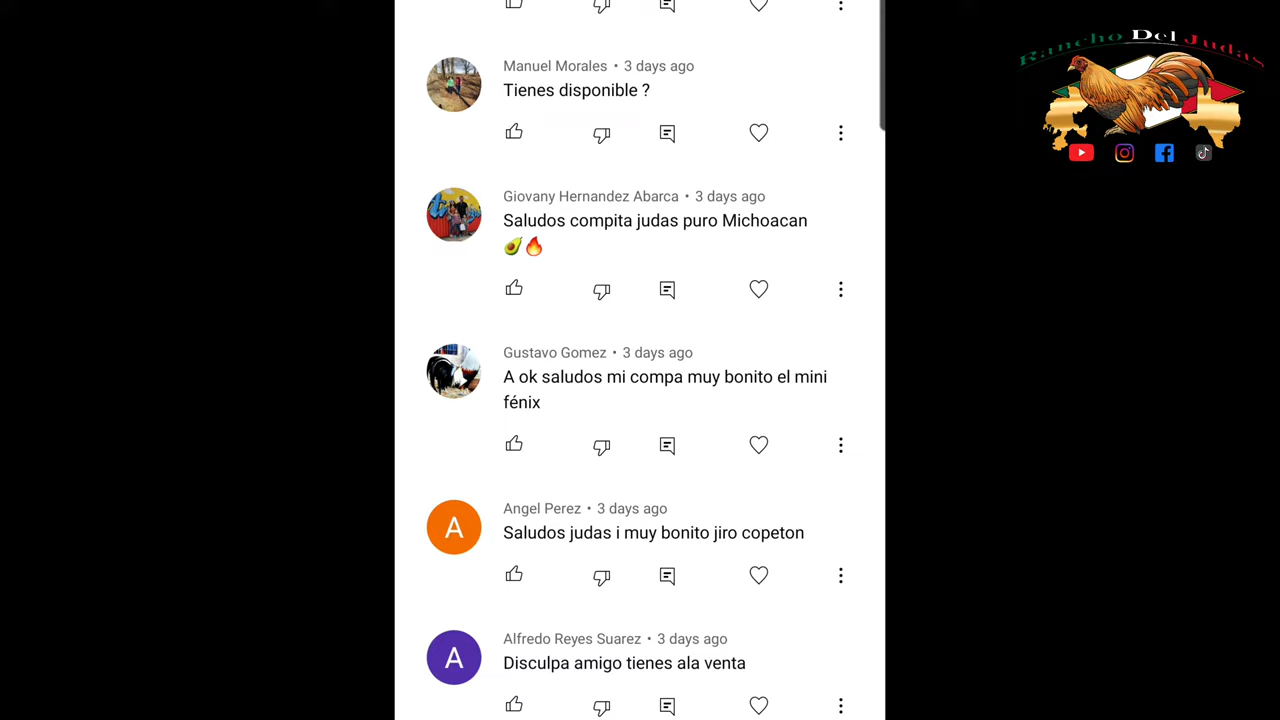 Rancho Del Judas
Manuel Morales • 3 days ago
Tienes disponible ?
Giovany Hernandez Abarca • 3 days ago
Saludos compita judas puro Michoacan
🥑🔥
Gustavo Gomez • 3 days ago
A ok saludos mi compa muy bonito el mini
fénix
A
Angel Perez • 3 days ago
Saludos judas i muy bonito jiro copeton
A
Alfredo Reyes Suarez • 3 days ago
Disculpa amigo tienes ala venta